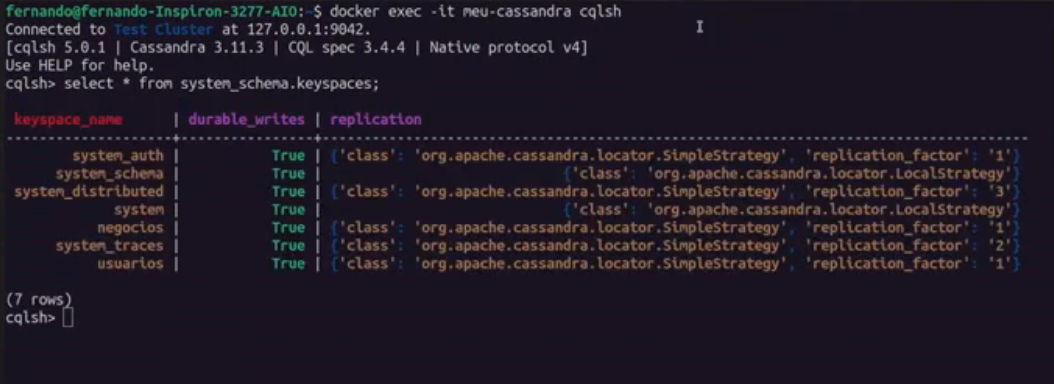 fernando@fernando-Inspiron-3277-AIO:~$ docker exec -it meu-cassandra cqlsh
Connected to Test Cluster at 127.0.0.1:9042.
[cqlsh 5.0.1 | Cassandra 3.11.3 | CQL spec 3.4.4 | Native protocol v4]
Use HELP for help.
cqlsh> select * from system_schema.keyspaces;
keyspace_name | durable_writes | replication
--------------------+----------------+-------------------------------------------------------------------------------------
system_auth | True | {'class': 'org.apache.cassandra.locator.SimpleStrategy', 'replication_factor': '1'}
system_schema | True | {'class': 'org.apache.cassandra.locator.LocalStrategy'}
system_distributed | True | {'class': 'org.apache.cassandra.locator.SimpleStrategy', 'replication_factor': '3'}
system | True | {'class': 'org.apache.cassandra.locator.LocalStrategy'}
negocios | True | {'class': 'org.apache.cassandra.locator.SimpleStrategy', 'replication_factor': '1'}
system_traces | True | {'class': 'org.apache.cassandra.locator.SimpleStrategy', 'replication_factor': '2'}
usuarios | True | {'class': 'org.apache.cassandra.locator.SimpleStrategy', 'replication_factor': '1'}
(7 rows)
cqlsh>